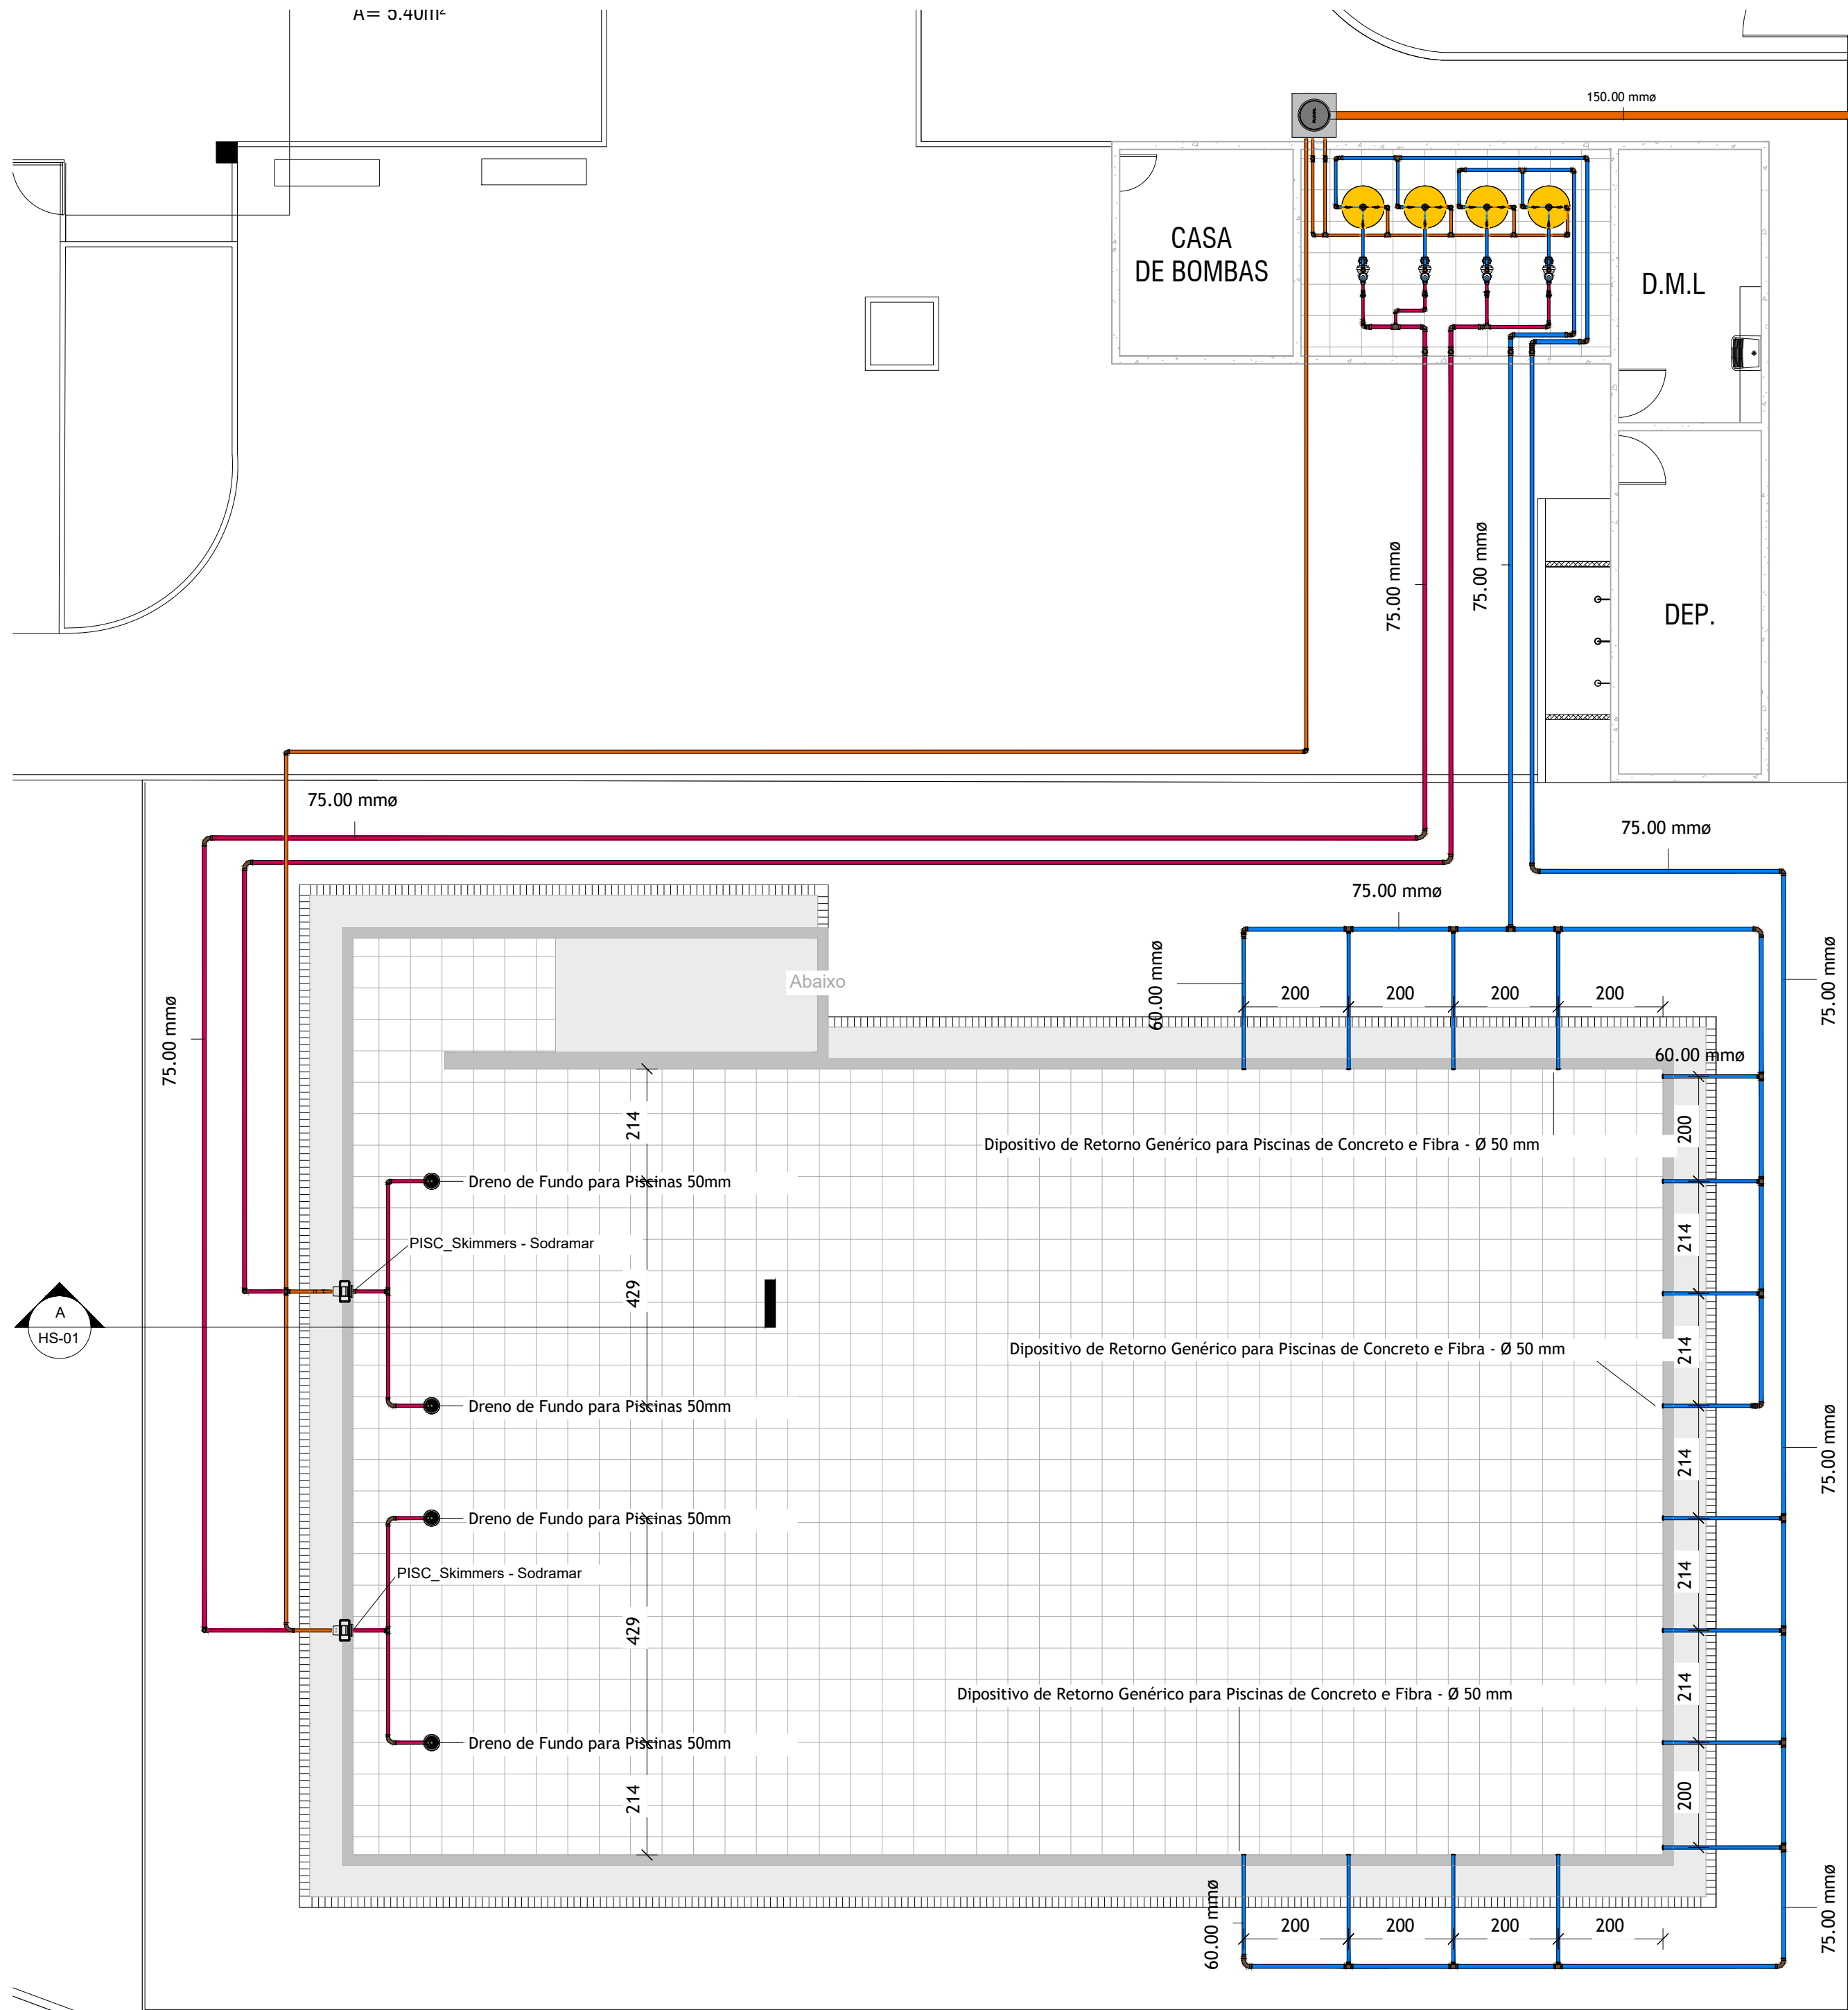 A= 5.40m²
150.00 mmø
CASA
DE BOMBAS
D.M.L
75.00 mmø
75.00 mmø
DEP.
75.00 mmø
75.00 mmø
75.00 mmø
75.00 mmø
60.00 mmø
75.00 mmø
Abaixo
200
200
200
200
60.00 mmø
214
200
Dipositivo de Retorno Genérico para Piscinas de Concreto e Fibra - Ø 50 mm
Dreno de Fundo para Piscinas 50mm
PISC_Skimmers - Sodramar
214
429
A
HS-01
Dipositivo de Retorno Genérico para Piscinas de Concreto e Fibra - Ø 50 mm
214
Dreno de Fundo para Piscinas 50mm
214
75.00 mmø
Dreno de Fundo para Piscinas 50mm
PISC_Skimmers - Sodramar
214
429
214
Dipositivo de Retorno Genérico para Piscinas de Concreto e Fibra - Ø 50 mm
Dreno de Fundo para Piscinas 50mm
214
200
60.00 mmø
200
200
200
200
75.00 mmø